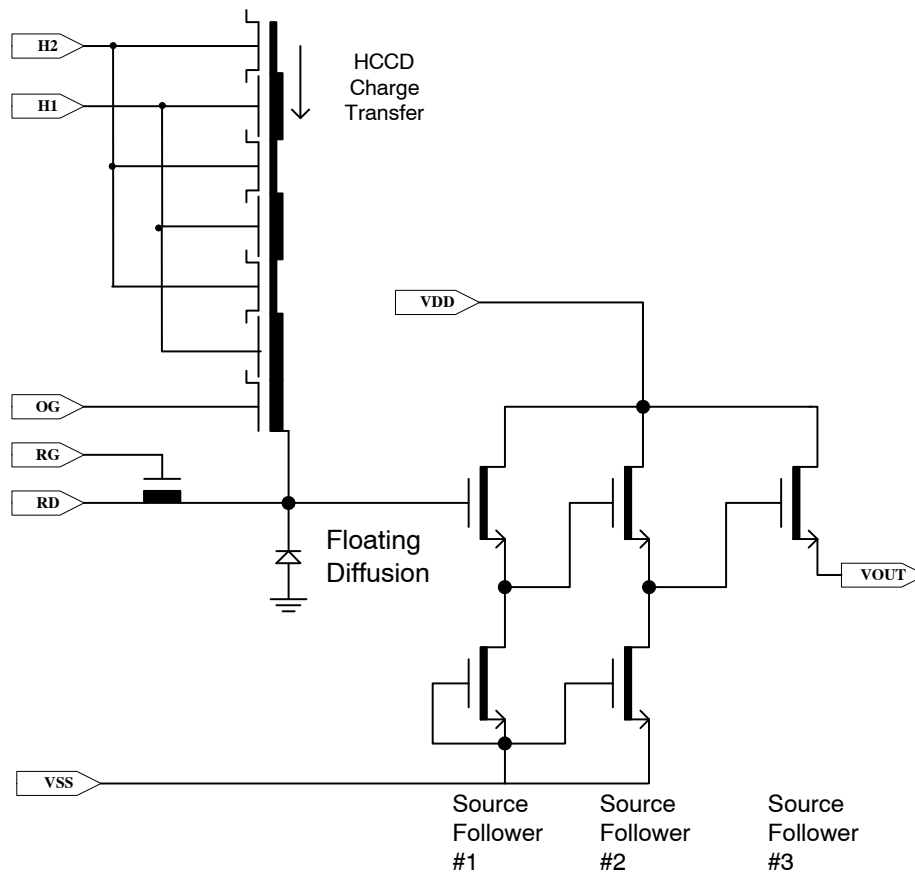 H2
HCCD
Charge
Transfer
H1
VDD
OG
RG
RD
Floating
Diffusion
VOUT
VSS
Source
Follower
#1
Source
Follower
#2
Source
Follower
#3